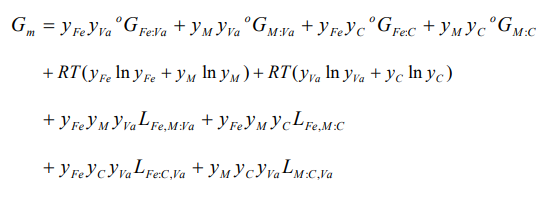 G_m = y_Fe y_Va °G_Fe:Va + y_M y_Va °G_M:Va + y_Fe y_C °G_Fe:C + y_M y_C °G_M:C
+ RT(y_Fe ln y_Fe + y_M ln y_M) + RT(y_Va ln y_Va + y_C ln y_C)
+ y_Fe y_M y_Va L_Fe,M:Va + y_Fe y_M y_C L_Fe,M:C
+ y_Fe y_C y_Va L_Fe:C,Va + y_M y_C y_Va L_M:C,Va